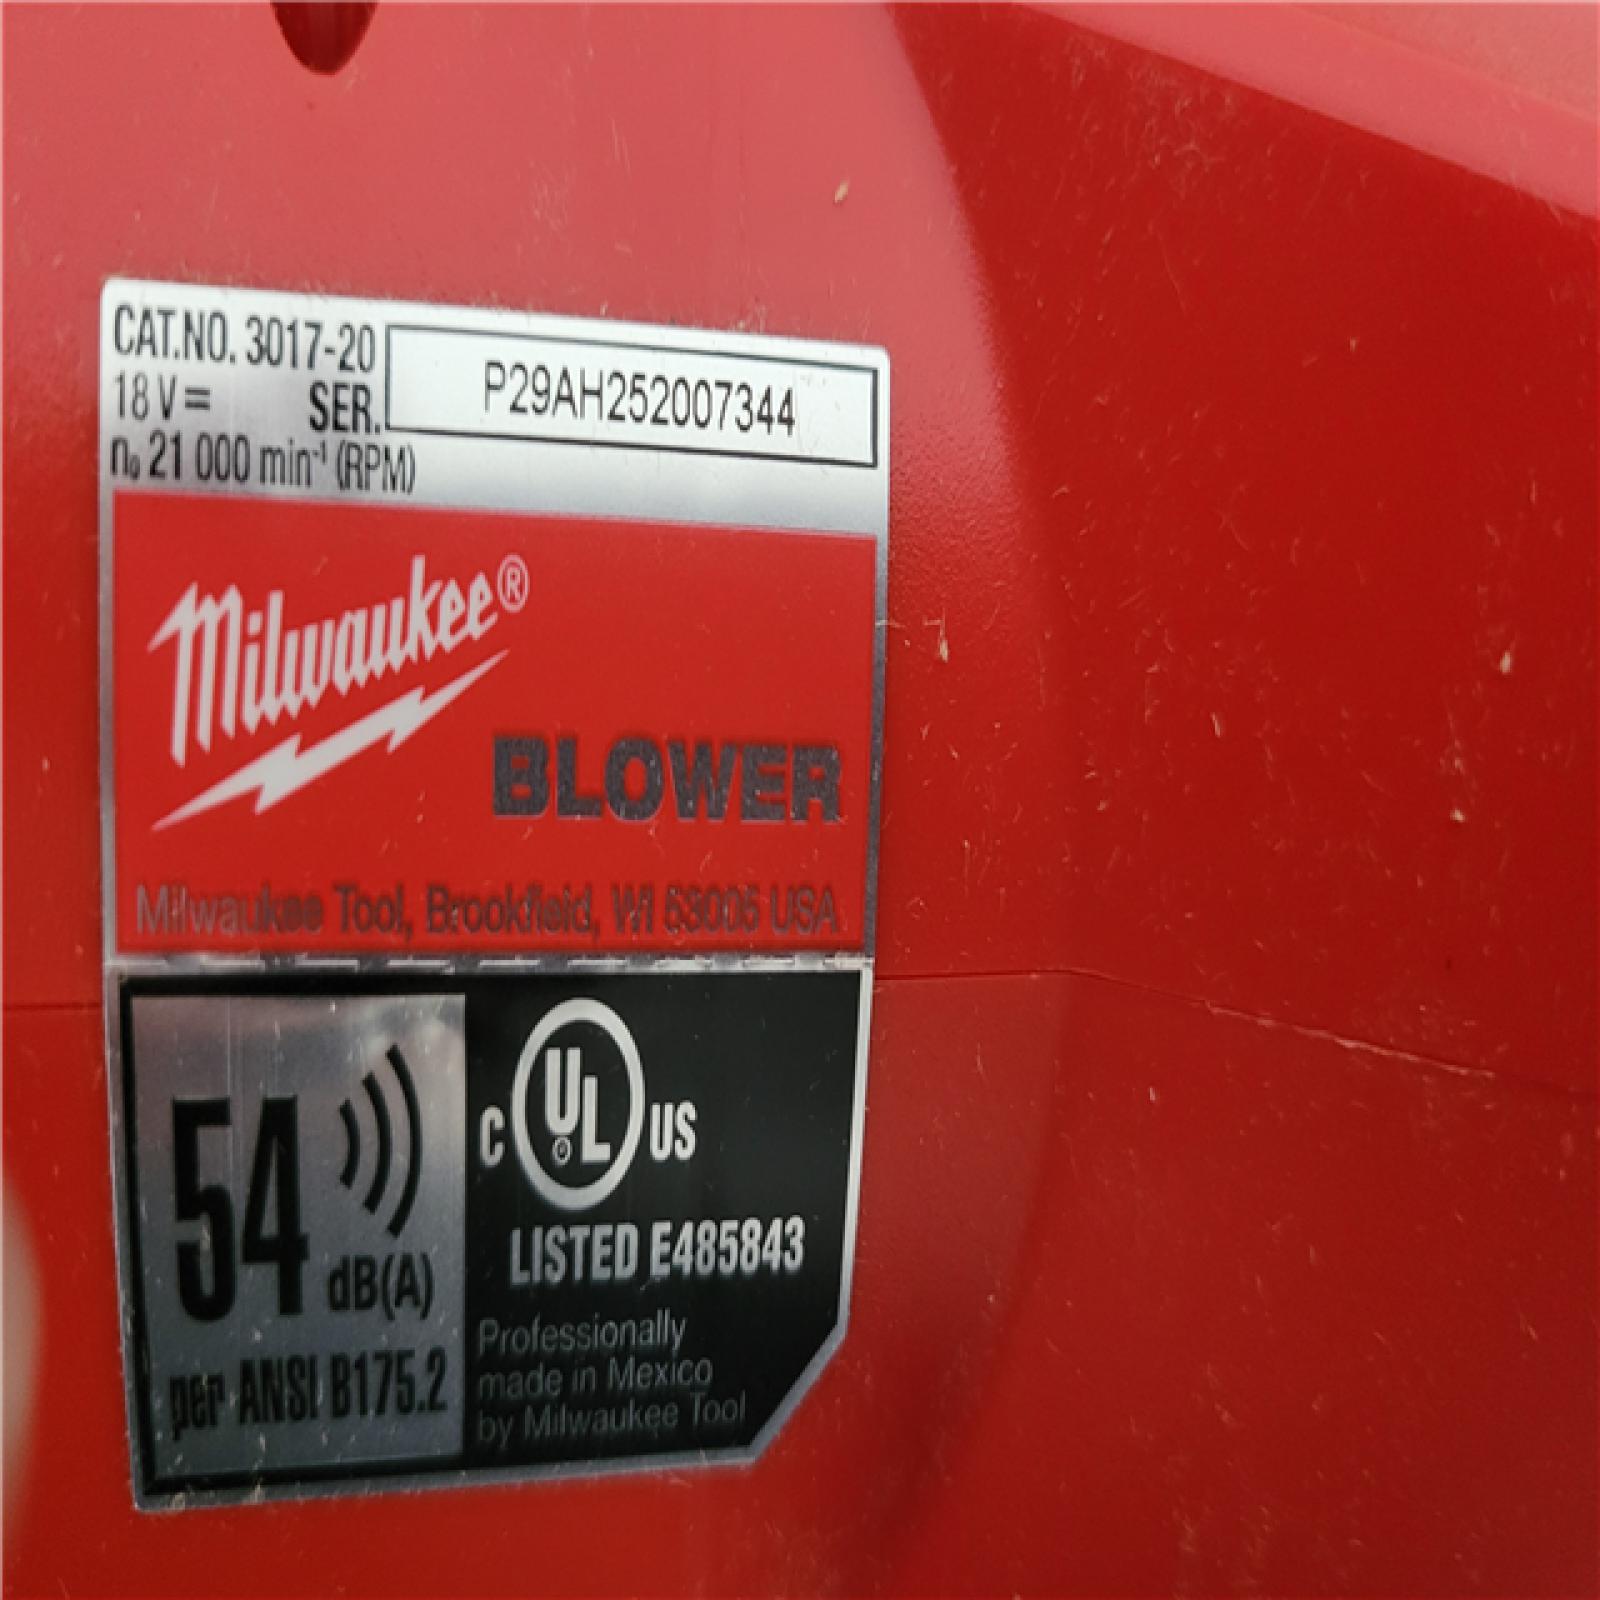 CAT.NO. 3017-20
18 V⎓ SER. P29AH252007344
n₀ 21 000 min⁻¹ (RPM)
Milwaukee®
BLOWER
Milwaukee Tool, Brookfield, WI 53005 USA
54 dB(A)
per ANSI B175.2
C UL US
LISTED E485843
Professionally
made in Mexico
by Milwaukee Tool